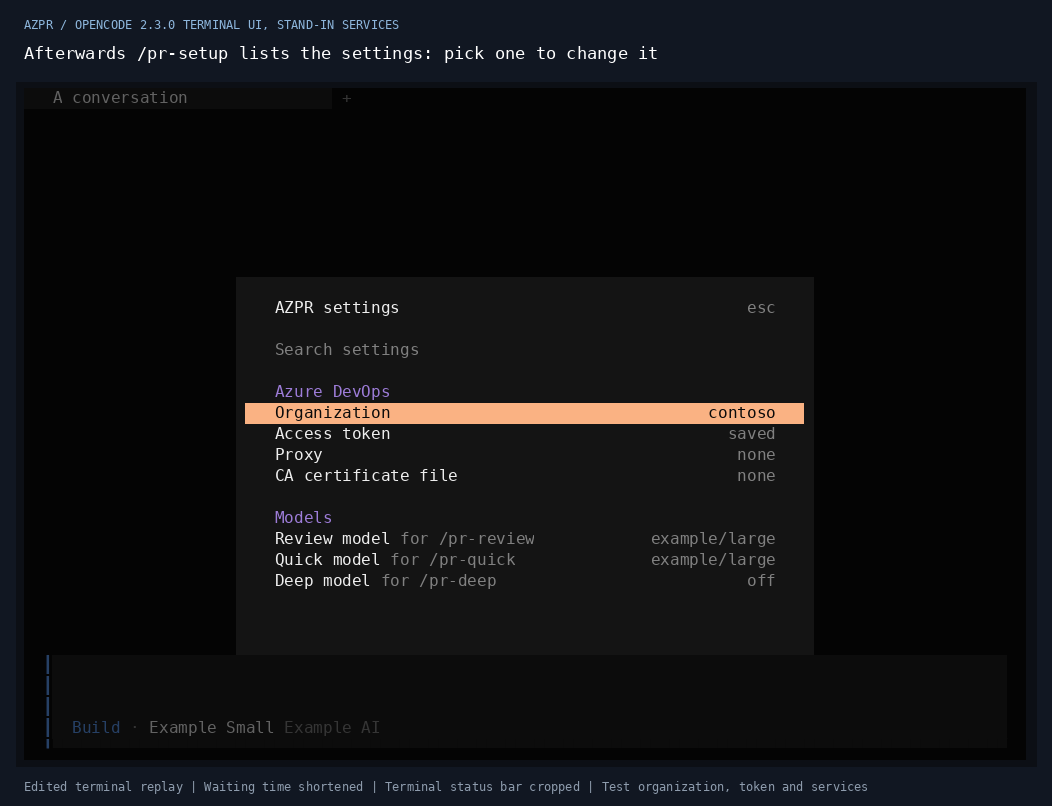 AZPR / OPENCODE 2.3.0 TERMINAL UI, STAND-IN SERVICES
Afterwards /pr-setup lists the settings: pick one to change it
A conversation +
AZPR settings esc
Search settings
Azure DevOps
Organization contoso
Access token saved
Proxy none
CA certificate file none
Models
Review model for /pr-review example/large
Quick model for /pr-quick example/large
Deep model for /pr-deep off
Build · Example Small Example AI
Edited terminal replay | Waiting time shortened | Terminal status bar cropped | Test organization, token and services